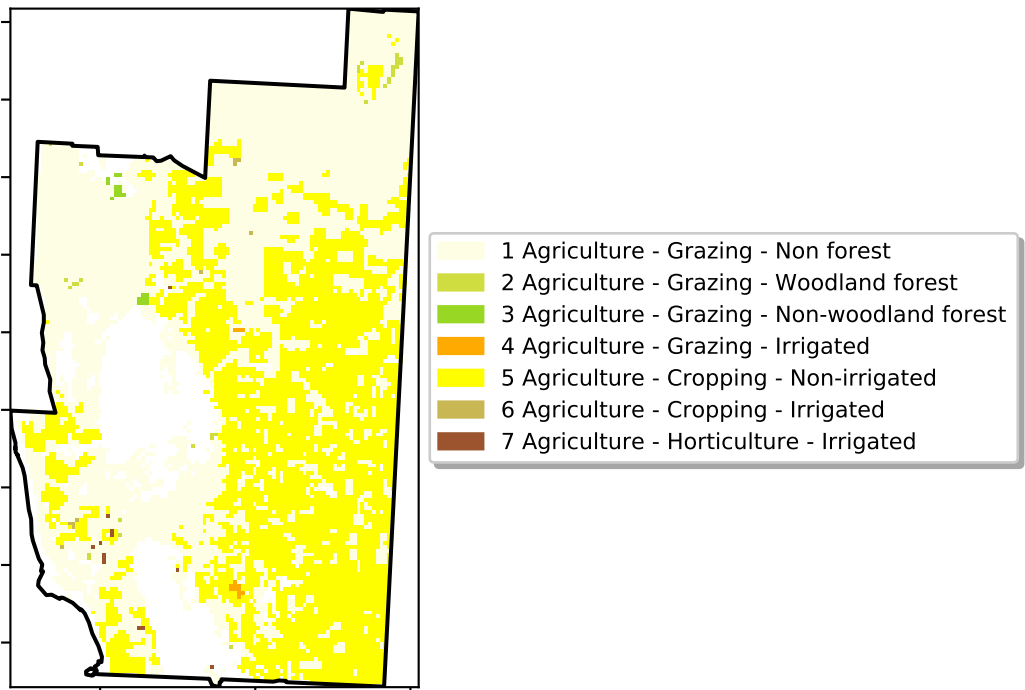 1 Agriculture - Grazing - Non forest
2 Agriculture - Grazing - Woodland forest
3 Agriculture - Grazing - Non-woodland forest
4 Agriculture - Grazing - Irrigated
5 Agriculture - Cropping - Non-irrigated
6 Agriculture - Cropping - Irrigated
7 Agriculture - Horticulture - Irrigated